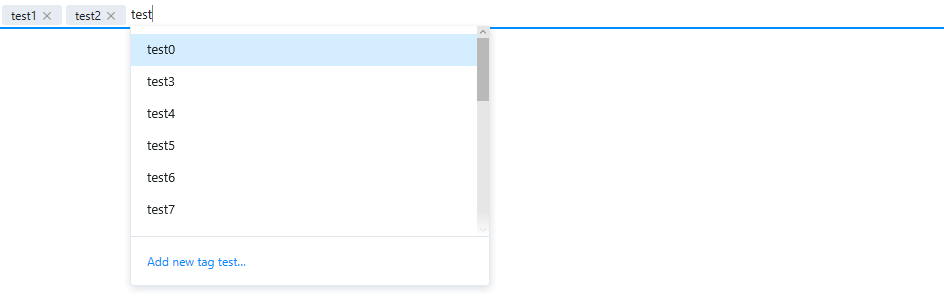 test1 test2 test
test0
test3
test4
test5
test6
test7
Add new tag test...